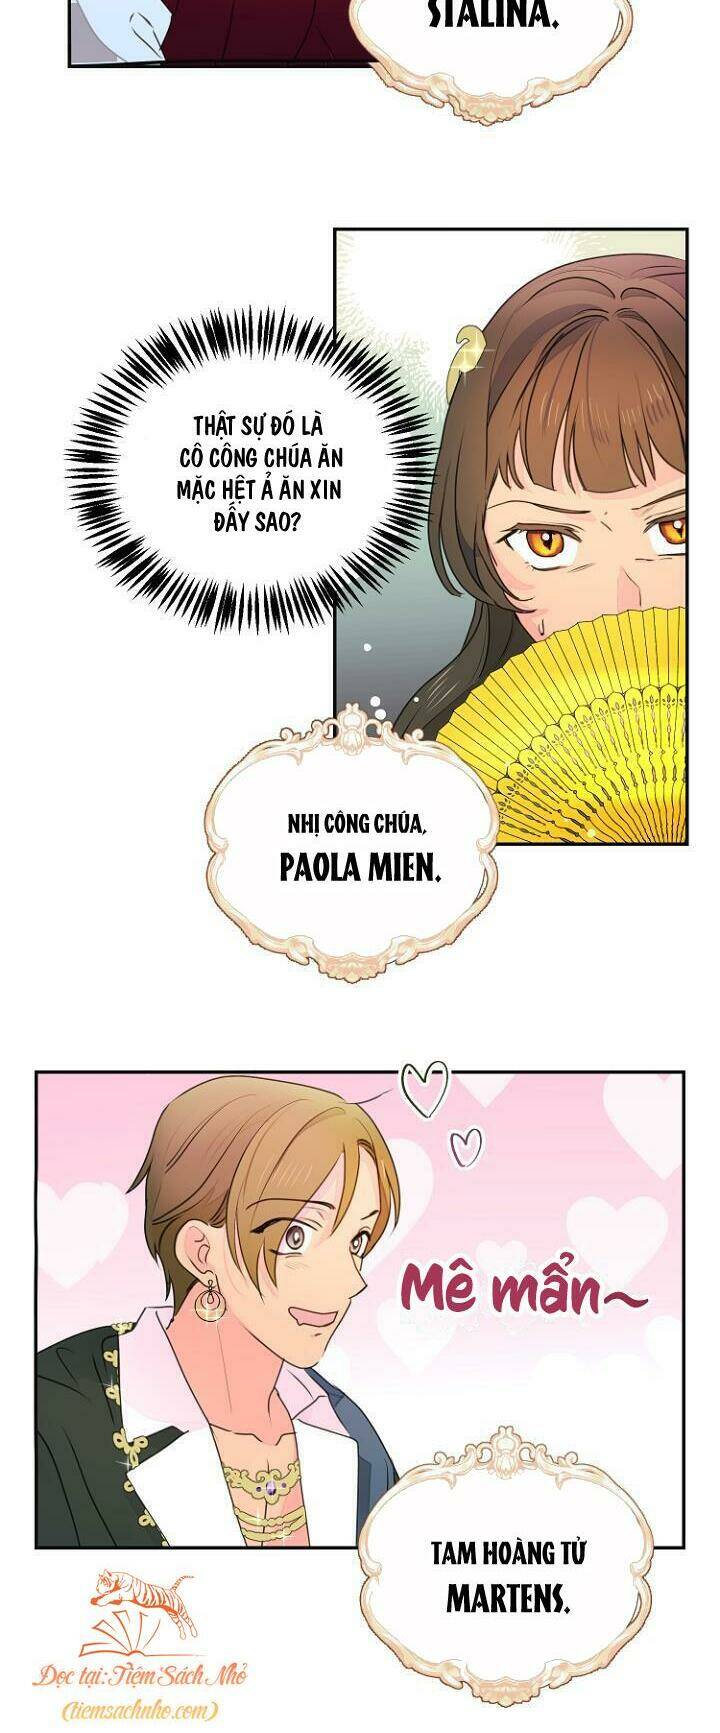 STALINA.
THẬT SỰ ĐÓ LÀ
CÔ CÔNG CHÚA ĂN
MẶC HỆT Ả ĂN XIN
ĐẤY SAO?
NHỊ CÔNG CHÚA,
PAOLA MIEN.
Mê mẩn~
TAM HOÀNG TỬ
MARTENS.
Đọc tại: Tiệm Sách Nhỏ
(tiemsachnho.com)